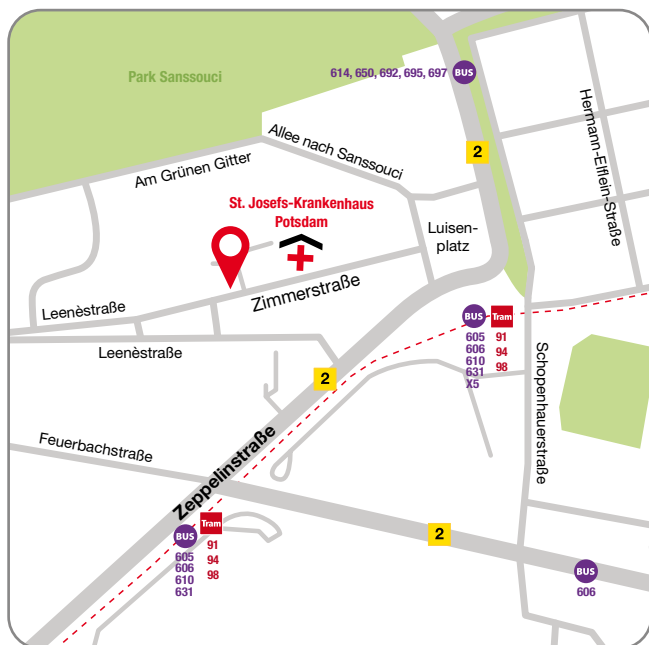 Park Sanssouci
614, 650, 692, 695, 697
BUS
Hermann-Elflein-Straße
Allee nach Sanssouci
2
Am Grünen Gitter
St. Josefs-Krankenhaus
Potsdam
Luisen-
platz
Zimmerstraße
Leenèstraße
Leenèstraße
BUS
605
606
610
631
X5
Tram
91
94
98
Schopenhauerstraße
2
Feuerbachstraße
Zeppelinstraße
BUS
605
606
610
631
Tram
91
94
98
2
BUS
606